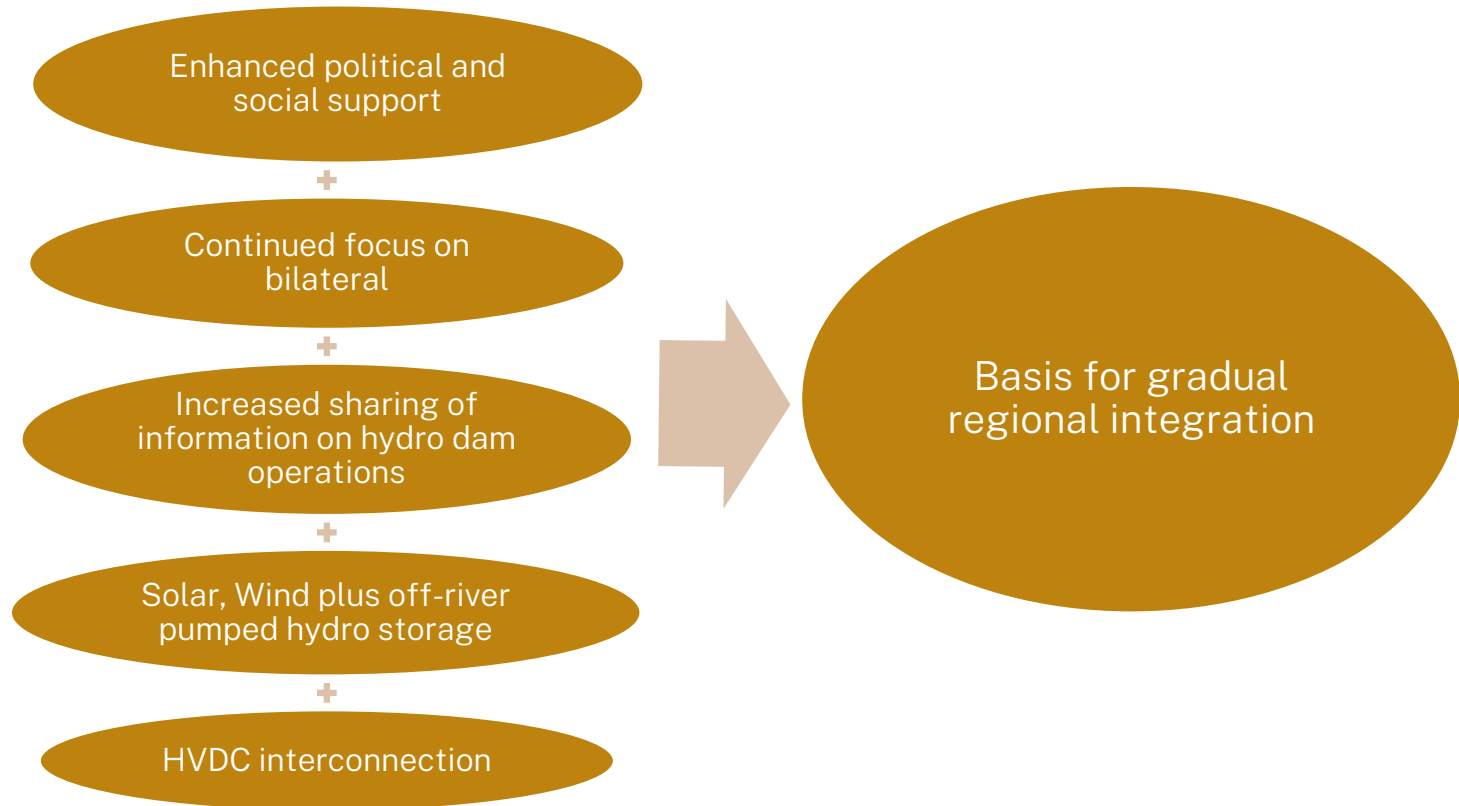 Enhanced political and
social support
Continued focus on
bilateral
Increased sharing of
information on hydro dam
operations
Solar, Wind plus off-river
pumped hydro storage
HVDC interconnection
Basis for gradual
regional integration